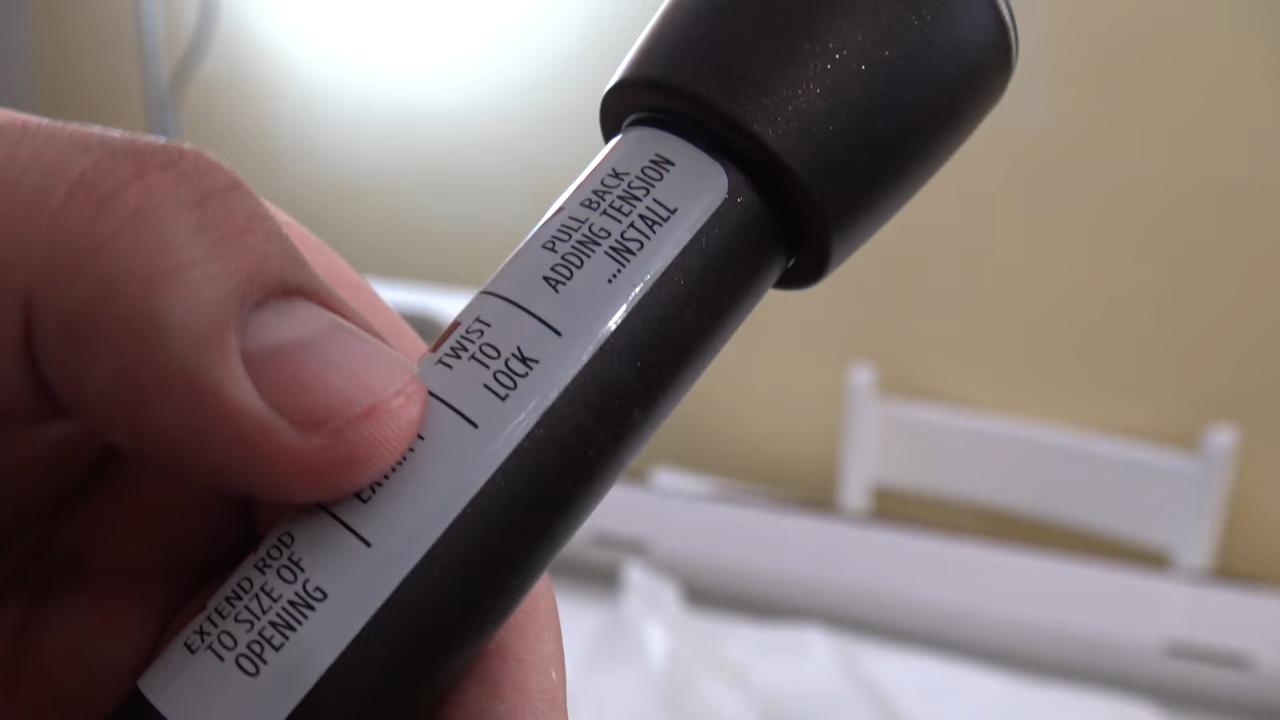 EXTEND ROD
TO SIZE OF
OPENING
TWIST
TO
LOCK
PULL BACK
ADDING TENSION
...INSTALL